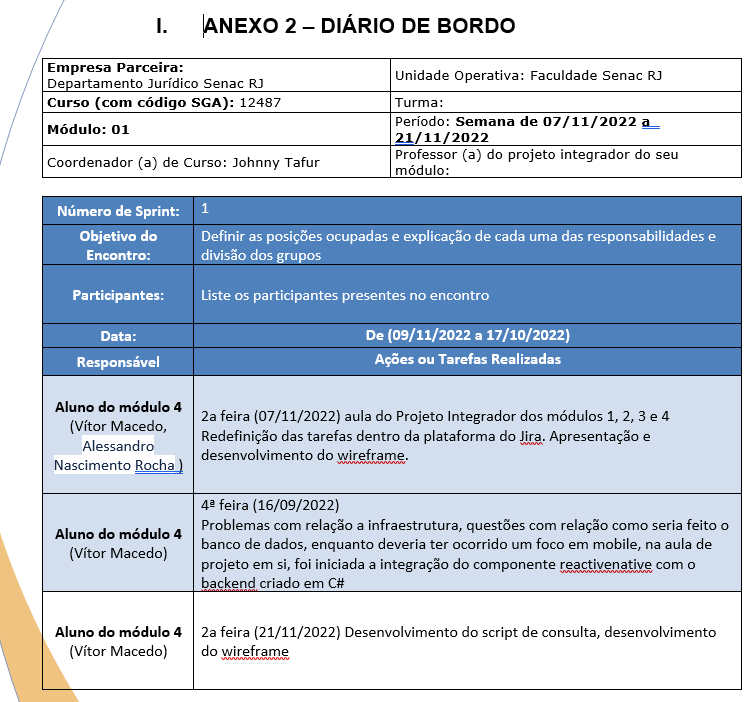 I. ANEXO 2 – DIÁRIO DE BORDO
Empresa Parceira:
Departamento Jurídico Senac RJ
Unidade Operativa: Faculdade Senac RJ
Curso (com código SGA): 12487
Turma:
Módulo: 01
Período: Semana de 07/11/2022 a
21/11/2022
Coordenador (a) de Curso: Johnny Tafur
Professor (a) do projeto integrador do seu
módulo:
Número de Sprint:
1
Objetivo do
Encontro:
Definir as posições ocupadas e explicação de cada uma das responsabilidades e
divisão dos grupos
Participantes:
Liste os participantes presentes no encontro
Data:
De (09/11/2022 a 17/10/2022)
Responsável
Ações ou Tarefas Realizadas
Aluno do módulo 4
(Vítor Macedo,
Alessandro
Nascimento Rocha )
2a feira (07/11/2022) aula do Projeto Integrador dos módulos 1, 2, 3 e 4
Redefinição das tarefas dentro da plataforma do Jira. Apresentação e
desenvolvimento do wireframe.
Aluno do módulo 4
(Vítor Macedo)
4ª feira (16/09/2022)
Problemas com relação a infraestrutura, questões com relação como seria feito o
banco de dados, enquanto deveria ter ocorrido um foco em mobile, na aula de
projeto em si, foi iniciada a integração do componente reactivenative com o
backend criado em C#
Aluno do módulo 4
(Vítor Macedo)
2a feira (21/11/2022) Desenvolvimento do script de consulta, desenvolvimento
do wireframe